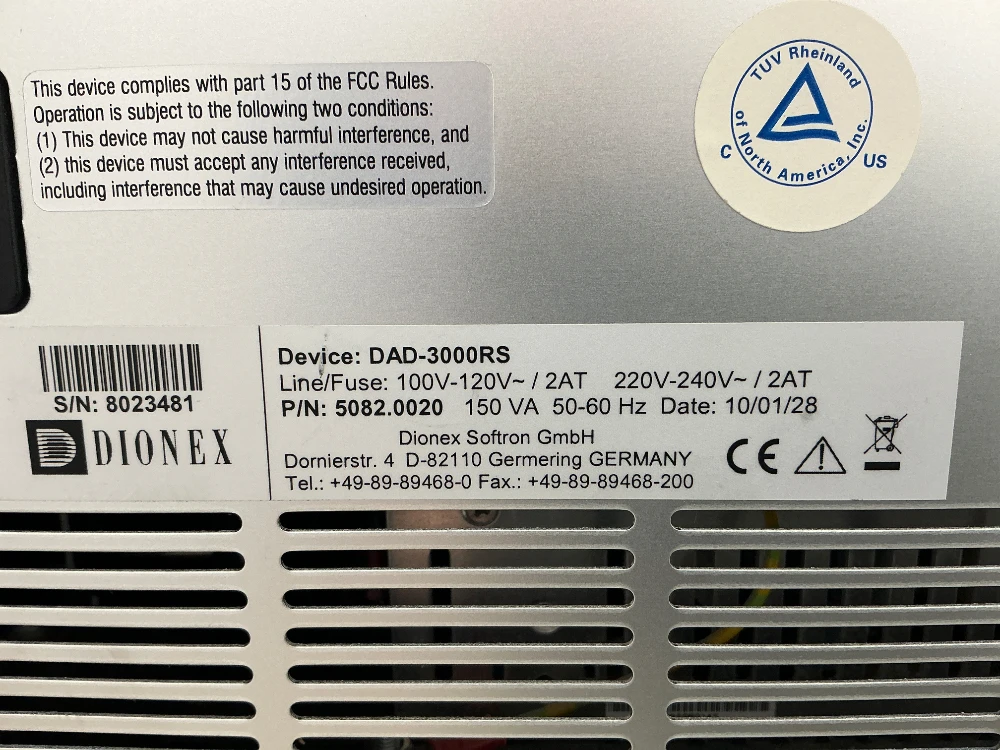 This device complies with part 15 of the FCC Rules.
Operation is subject to the following two conditions:
(1) This device may not cause harmful interference, and
(2) this device must accept any interference received,
including interference that may cause undesired operation.
TUV Rheinland
of North America, Inc.
C US
S/N: 8023481
DIONEX
Device: DAD-3000RS
Line/Fuse: 100V-120V~ / 2AT 220V-240V~ / 2AT
P/N: 5082.0020 150 VA 50-60 Hz Date: 10/01/28
Dionex Softron GmbH
Dornierstr. 4 D-82110 Germering GERMANY
Tel.: +49-89-89468-0 Fax.: +49-89-89468-200
CE